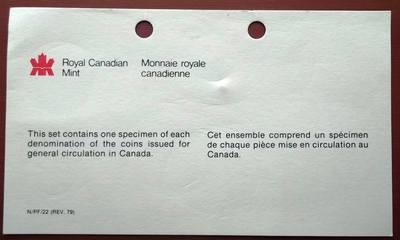 Royal Canadian
Mint
Monnaie royale
canadienne
This set contains one specimen of each
denomination of the coins issued for
general circulation in Canada.
Cet ensemble comprend un spécimen
de chaque pièce mise en circulation au
Canada.
N/PF/22 (REV. 79)